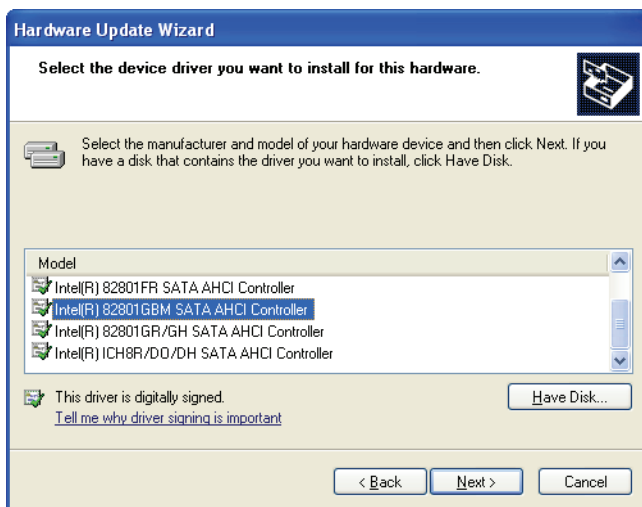 Hardware Update Wizard
Select the device driver you want to install for this hardware.
Select the manufacturer and model of your hardware device and then click Next. If you
have a disk that contains the driver you want to install, click Have Disk.
Model
Intel(R) 82801FR SATA AHCI Controller
Intel(R) 82801GBM SATA AHCI Controller
Intel(R) 82801GR/GH SATA AHCI Controller
Intel(R) ICH8R/DO/DH SATA AHCI Controller
This driver is digitally signed.
Have Disk...
Tell me why driver signing is important
< Back
Next >
Cancel